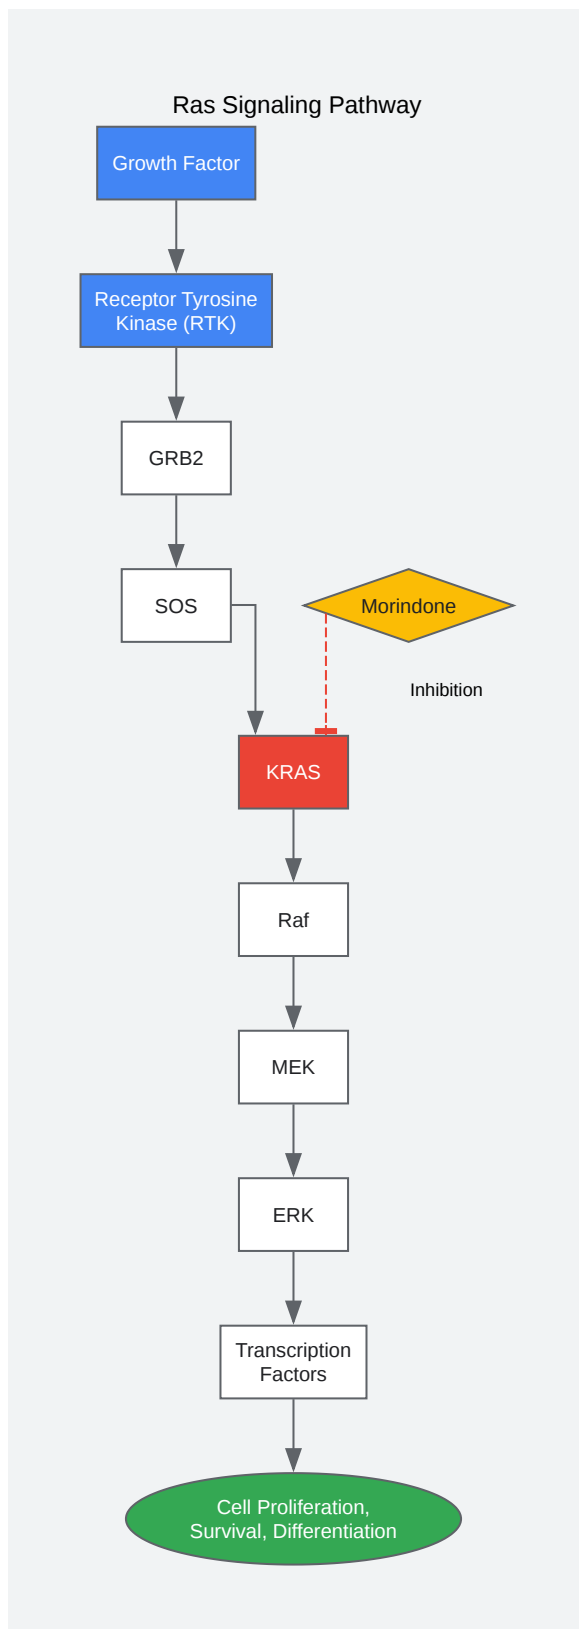 Ras Signaling Pathway
Growth Factor
Receptor Tyrosine
Kinase (RTK)
GRB2
SOS
Morindone
Inhibition
KRAS
Raf
MEK
ERK
Transcription
Factors
Cell Proliferation,
Survival, Differentiation